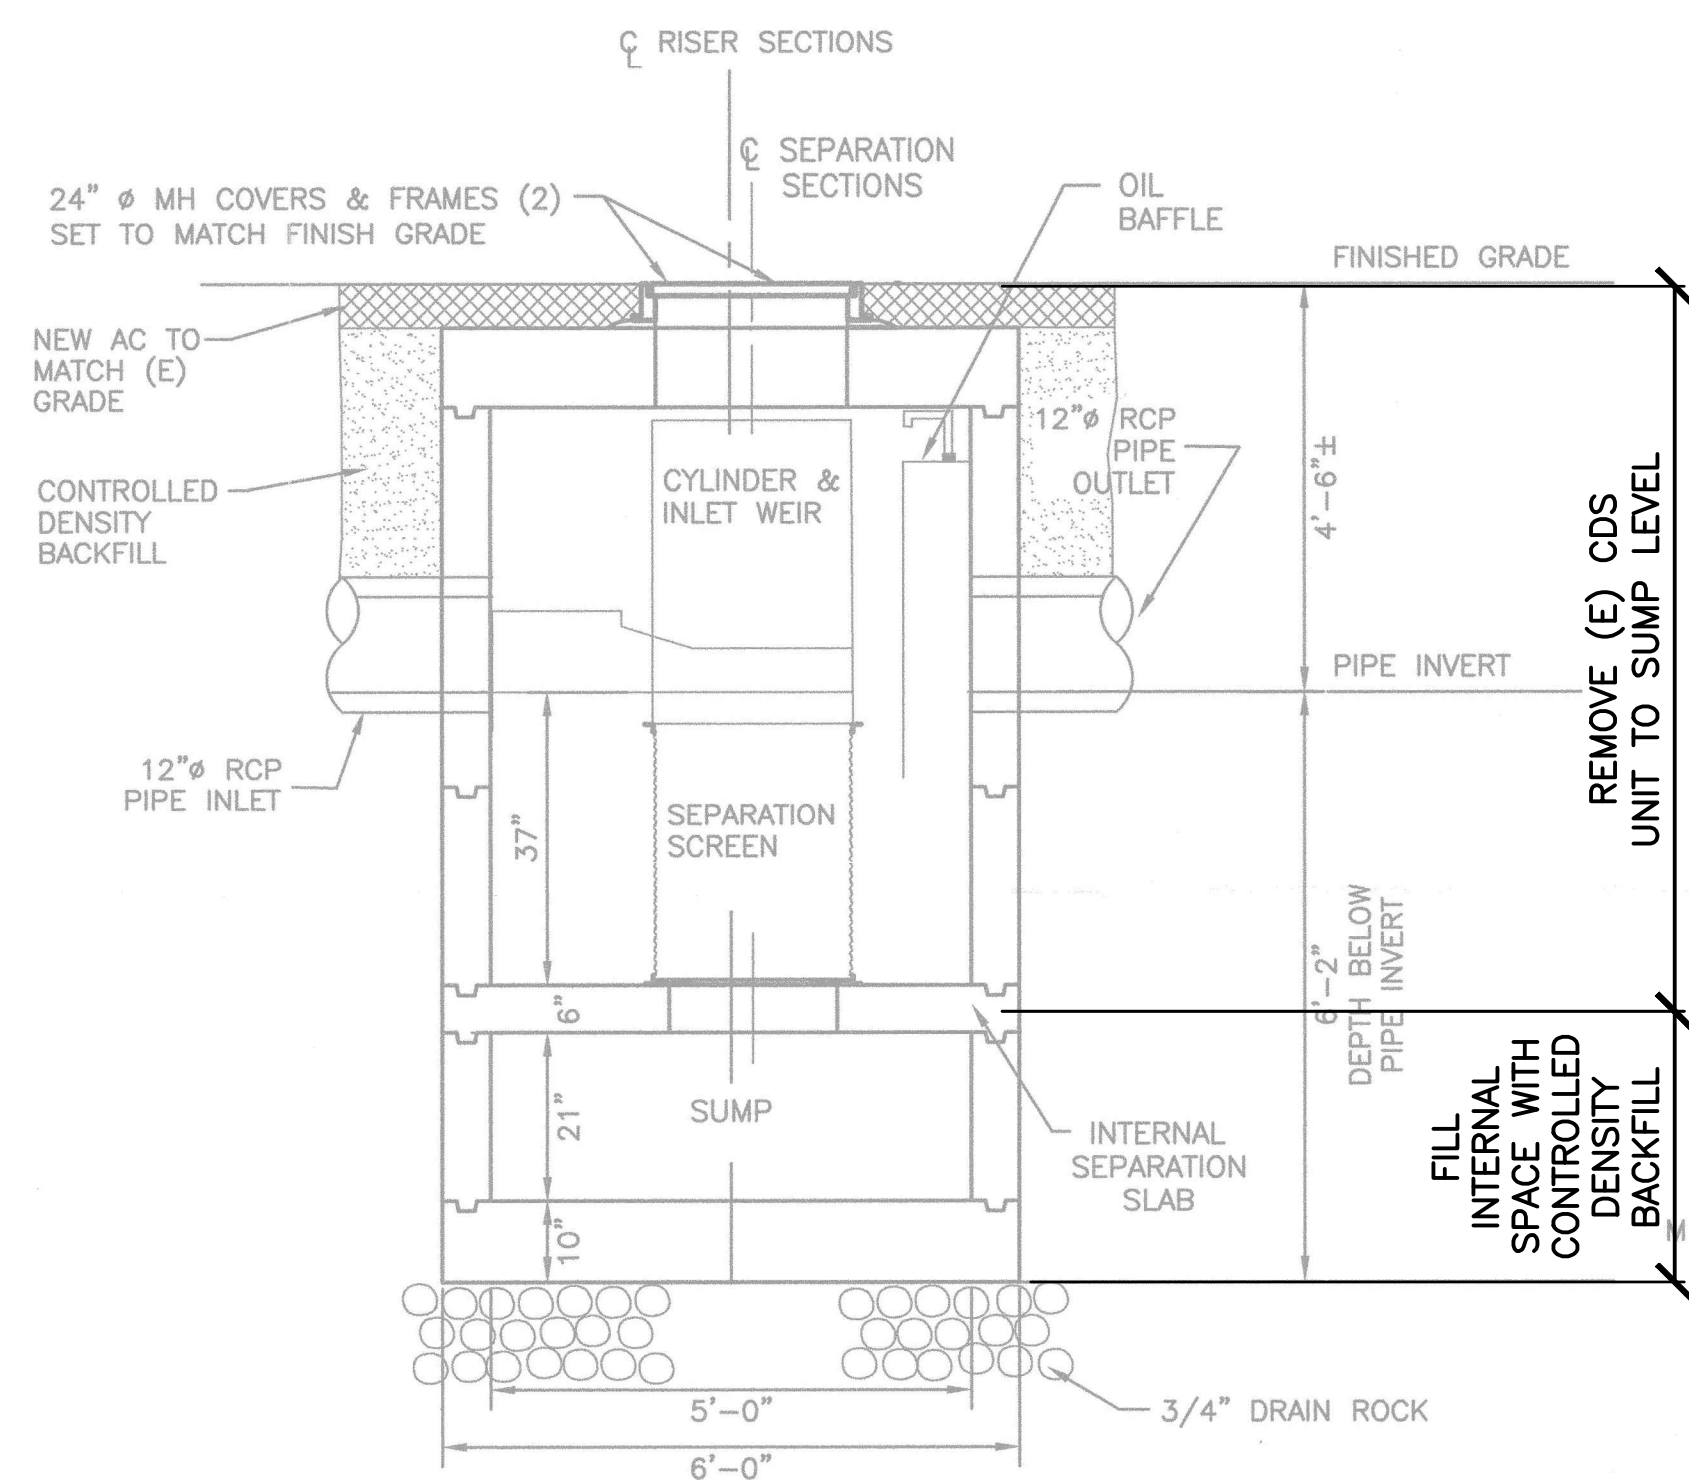 ℄ RISER SECTIONS
℄ SEPARATION
SECTIONS
24" ø MH COVERS & FRAMES (2)
SET TO MATCH FINISH GRADE
OIL
BAFFLE
FINISHED GRADE
NEW AC TO
MATCH (E)
GRADE
12"ø RCP
PIPE
OUTLET
CONTROLLED
DENSITY
BACKFILL
CYLINDER &
INLET WEIR
4'-6"±
REMOVE (E) CDS
UNIT TO SUMP LEVEL
PIPE INVERT
12"ø RCP
PIPE INLET
37"
SEPARATION
SCREEN
6'-2"
DEPTH BELOW
PIPE INVERT
6"
21"
SUMP
INTERNAL
SEPARATION
SLAB
FILL
INTERNAL
SPACE WITH
CONTROLLED
DENSITY
BACKFILL
M
10"
5'-0"
6'-0"
3/4" DRAIN ROCK